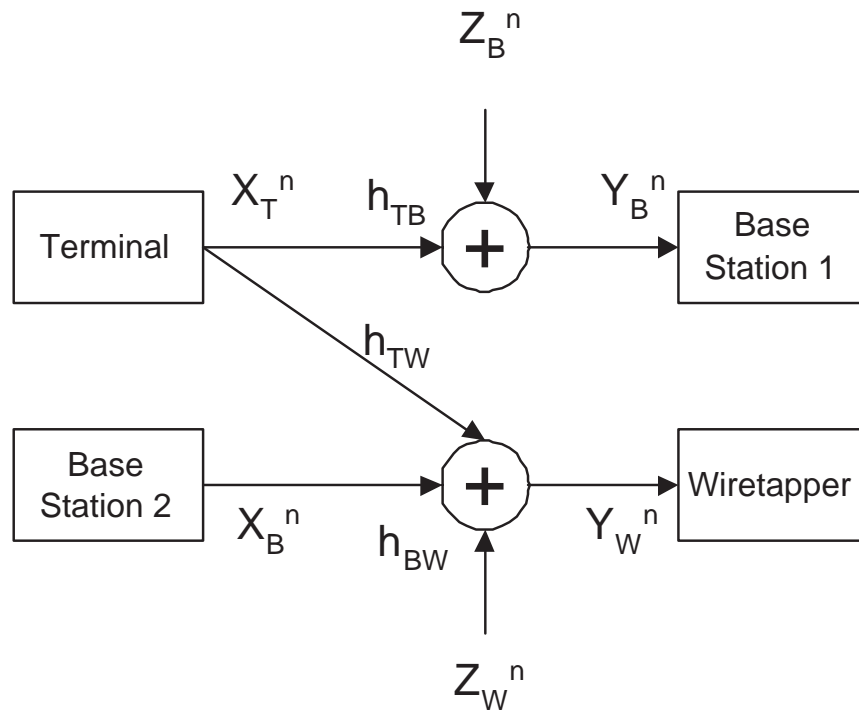 Z_B^n
X_T^n
h_TB
Y_B^n
Terminal
Base
Station 1
h_TW
Base
Station 2
Wiretapper
X_B^n
h_BW
Y_W^n
Z_W^n
+
+